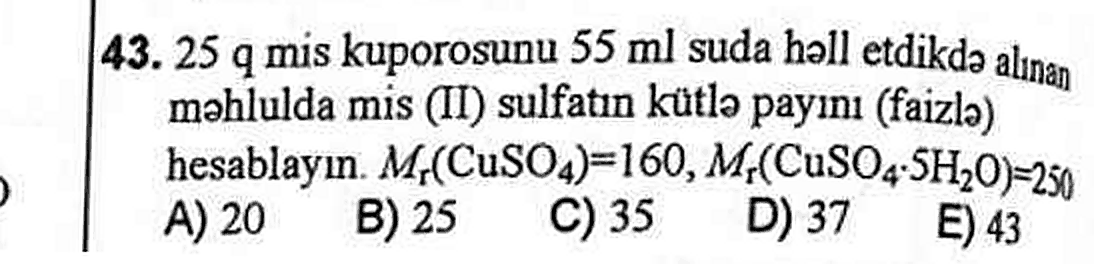 43. 25 q mis kuporosunu 55 ml suda həll etdikdə alınan
məhlulda mis (II) sulfatın kütlə payını (faizlə)
hesablayın. Mᵣ(CuSO₄)=160, Mᵣ(CuSO₄·5H₂O)=250
A) 20 B) 25 C) 35 D) 37 E) 43